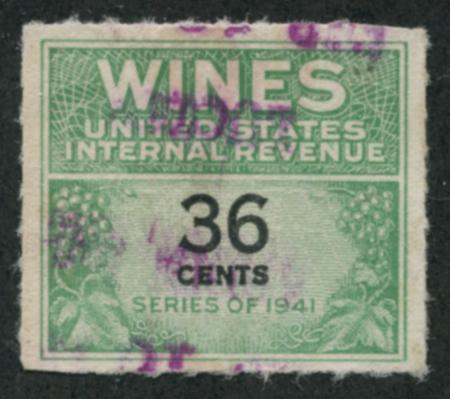 WINES
UNITED STATES
INTERNAL REVENUE
36
CENTS
SERIES OF 1941